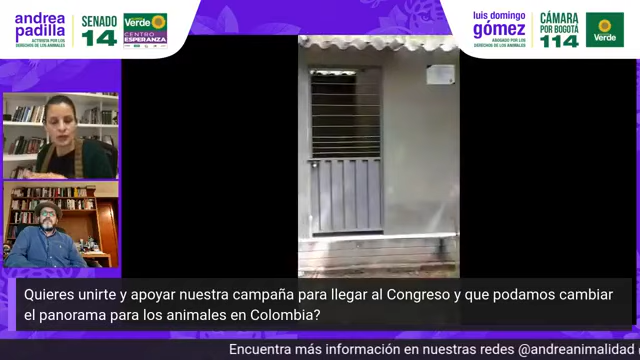 andrea
padilla
ACTIVISTA POR LOS
DERECHOS DE LOS ANIMALES
SENADO
14
Verde
CENTRO
ESPERANZA
luis domingo
gómez
ABOGADO POR LOS
DERECHOS DE LOS ANIMALES
CÁMARA
POR BOGOTÁ
114
Verde
Quieres unirte y apoyar nuestra campaña para llegar al Congreso y que podamos cambiar
el panorama para los animales en Colombia?
Encuentra más información en nuestras redes @andreanimalidad